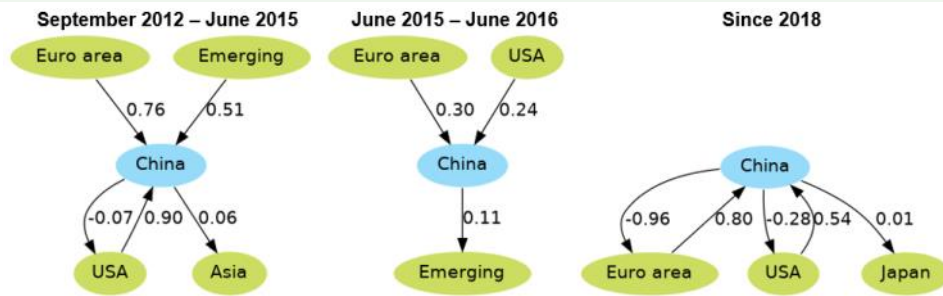 September 2012 – June 2015
June 2015 – June 2016
Since 2018
Euro area
Emerging
Euro area
USA
0.76
0.51
0.30
0.24
China
China
China
-0.07
0.90
0.06
0.11
-0.96
0.80
-0.28
0.54
0.01
USA
Asia
Emerging
Euro area
USA
Japan